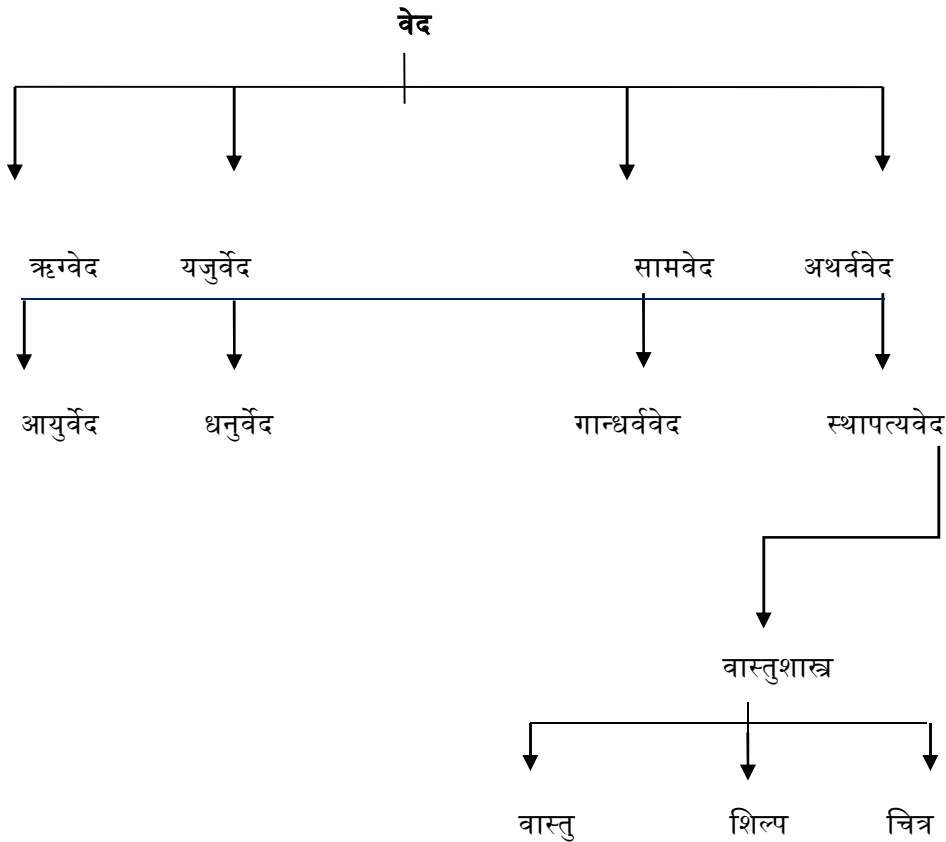 वेद
ऋग्वेद यजुर्वेद सामवेद अथर्ववेद
आयुर्वेद धनुर्वेद गान्धर्ववेद स्थापत्यवेद
वास्तुशास्त्र
वास्तु शिल्प चित्र